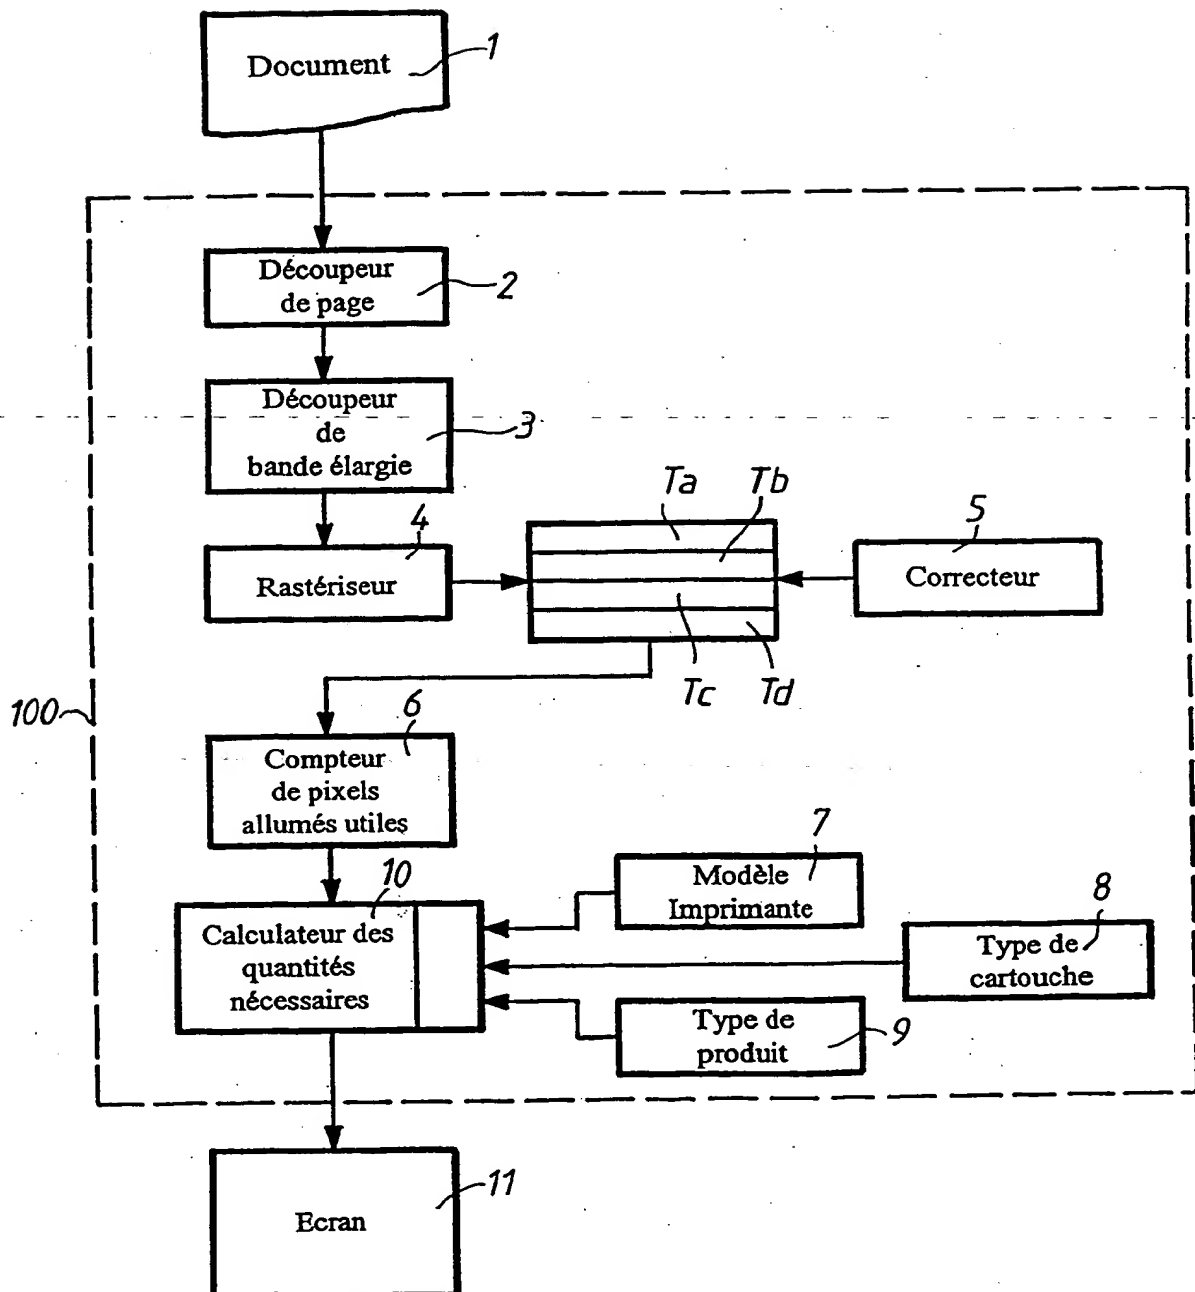 1
Document
Découpeur
de page
2
Découpeur
de
bande élargie
3
Ta
Tb
4
5
Rastériseur
Correcteur
Tc
Td
100
6
Compteur
de pixels
allumés utiles
7
10
Modèle
Imprimante
8
Calculateur des
quantités
nécessaires
Type de
cartouche
Type de
produit
9
11
Ecran